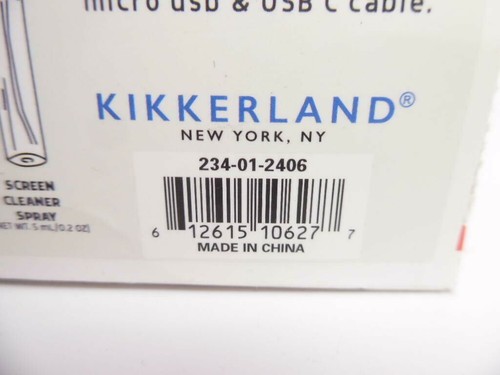 micro usb & USB C cable.
KIKKERLAND®
NEW YORK, NY
234-01-2406
6 12615 10627 7
MADE IN CHINA
SCREEN
CLEANER
SPRAY
NET WT. 5 mL/(0.2 OZ)